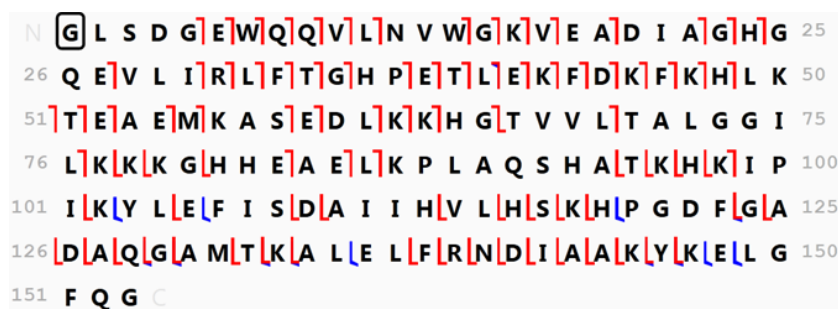 N G L S D G E W Q Q V L N V W G K V E A D I A G H G 25
26 Q E V L I R L F T G H P E T L E K F D K F K H L K 50
51 T E A E M K A S E D L K K H G T V V L T A L G G I 75
76 L K K K G H H E A E L K P L A Q S H A T K H K I P 100
101 I K Y L E F I S D A I I H V L H S K H P G D F G A 125
126 D A Q G A M T K A L E L F R N D I A A K Y K E L G 150
151 F Q G C